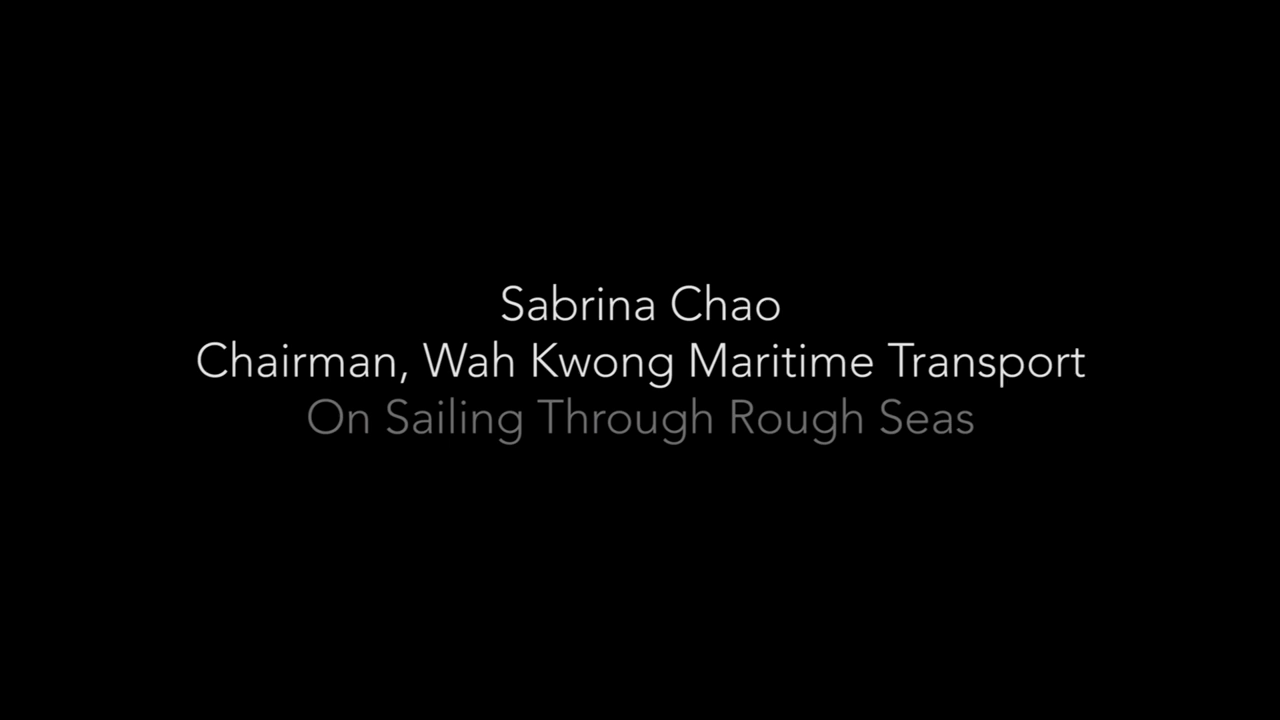 Sabrina Chao
Chairman, Wah Kwong Maritime Transport
On Sailing Through Rough Seas